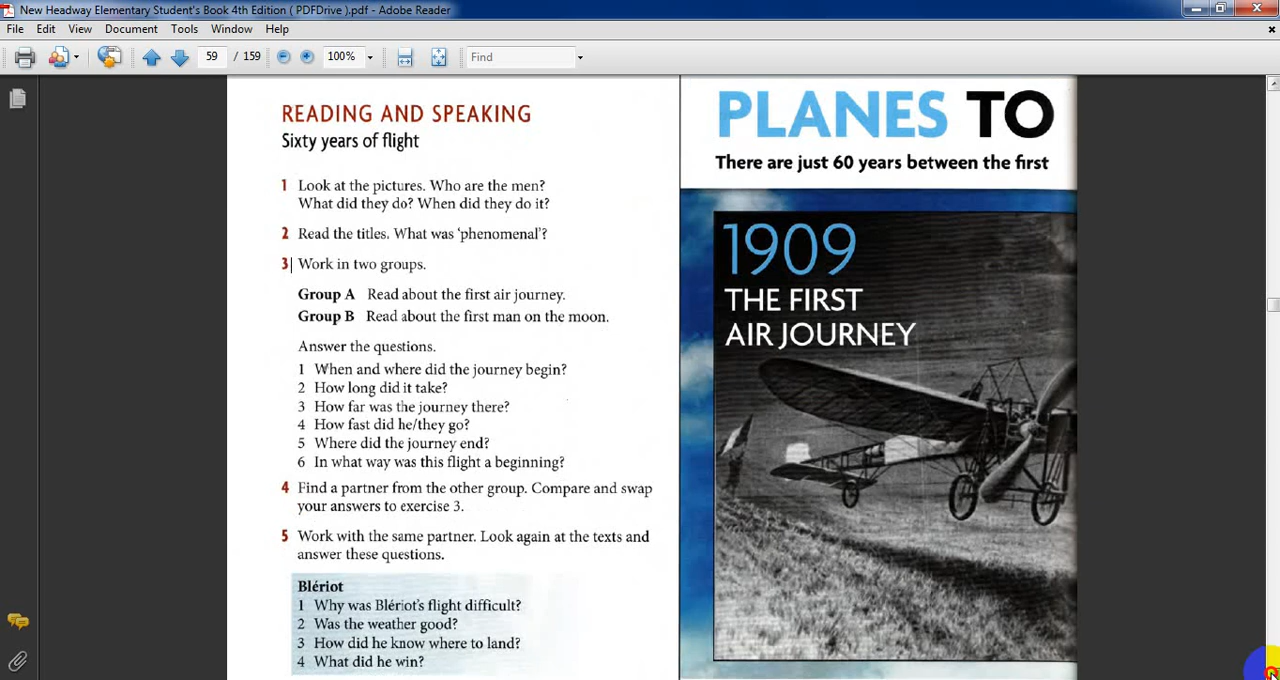 New Headway Elementary Student's Book 4th Edition ( PDFDrive ).pdf - Adobe Reader
File Edit View Document Tools Window Help
59 / 159 100% Find
READING AND SPEAKING
Sixty years of flight
1 Look at the pictures. Who are the men?
What did they do? When did they do it?
2 Read the titles. What was 'phenomenal'?
3 Work in two groups.
Group A Read about the first air journey.
Group B Read about the first man on the moon.
Answer the questions.
1 When and where did the journey begin?
2 How long did it take?
3 How far was the journey there?
4 How fast did he/they go?
5 Where did the journey end?
6 In what way was this flight a beginning?
4 Find a partner from the other group. Compare and swap
your answers to exercise 3.
5 Work with the same partner. Look again at the texts and
answer these questions.
Blériot
1 Why was Blériot's flight difficult?
2 Was the weather good?
3 How did he know where to land?
4 What did he win?
PLANES TO
There are just 60 years between the first
1909
THE FIRST
AIR JOURNEY